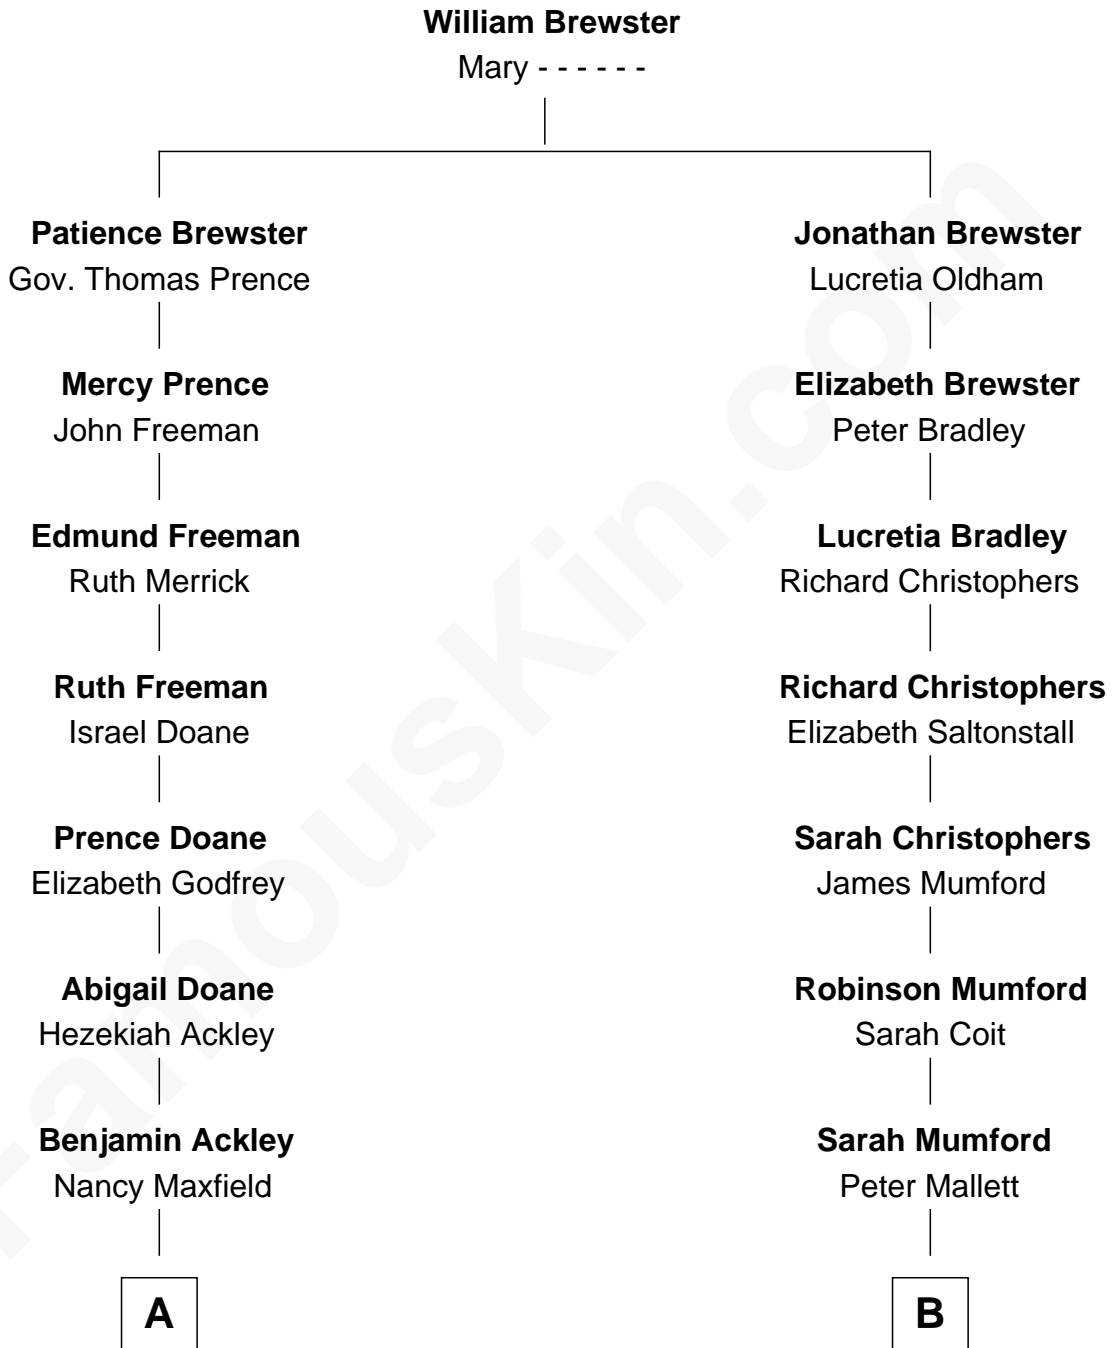 William Brewster
Mary - - - - - -
Patience Brewster
Gov. Thomas Prence
Jonathan Brewster
Lucretia Oldham
Mercy Prence
John Freeman
Elizabeth Brewster
Peter Bradley
Edmund Freeman
Ruth Merrick
Lucretia Bradley
Richard Christophers
Ruth Freeman
Israel Doane
Richard Christophers
Elizabeth Saltonstall
Prence Doane
Elizabeth Godfrey
Sarah Christophers
James Mumford
Abigail Doane
Hezekiah Ackley
Robinson Mumford
Sarah Coit
Benjamin Ackley
Nancy Maxfield
Sarah Mumford
Peter Mallett
A
B
FamousKin.com